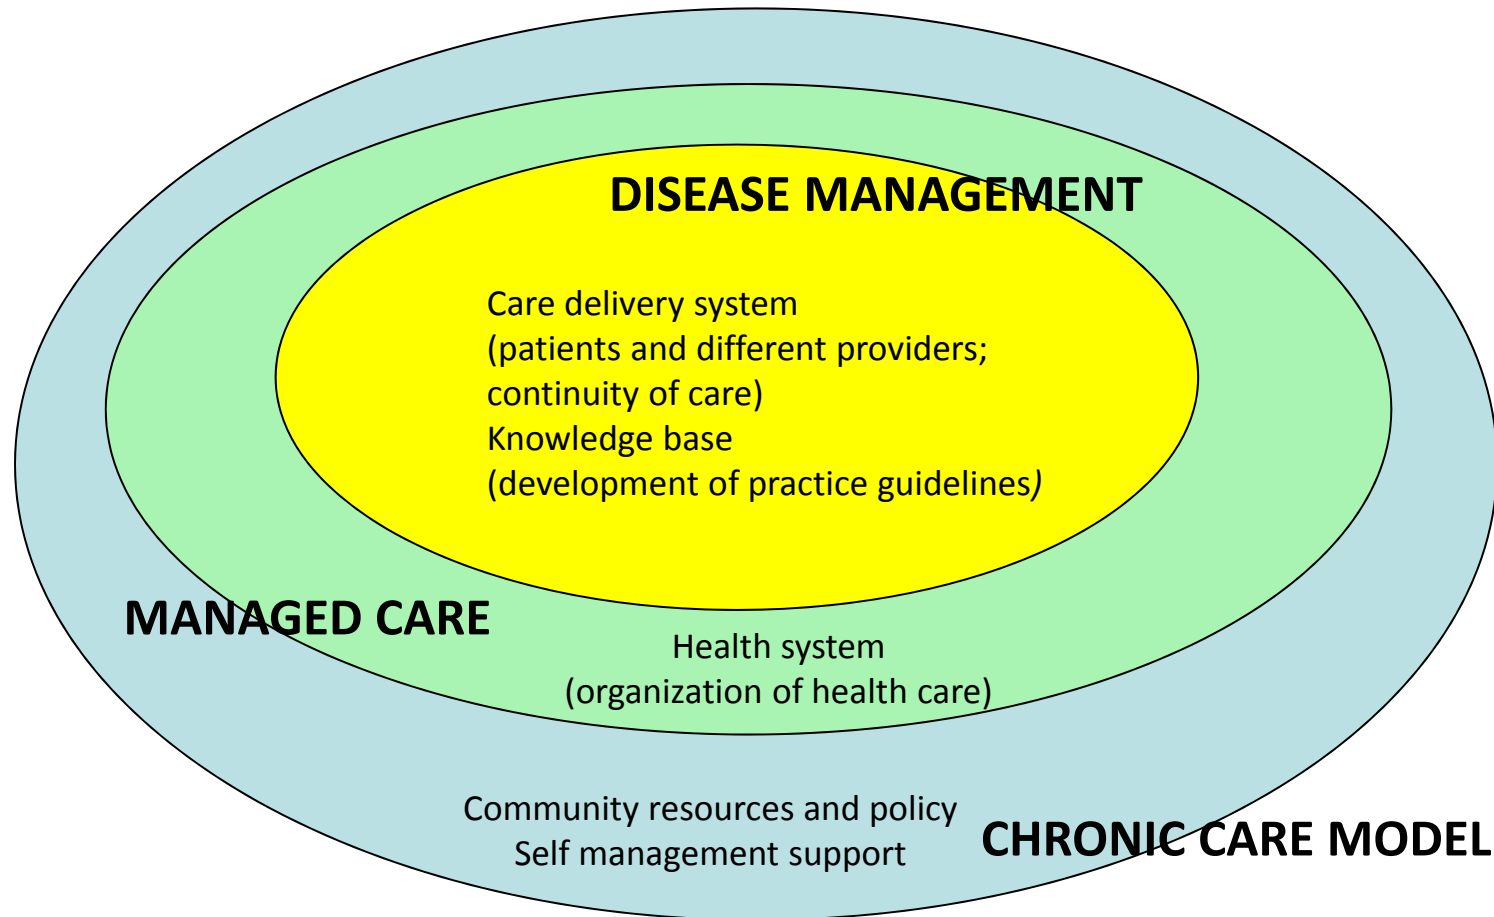 DISEASE MANAGEMENT
Care delivery system
(patients and different providers;
continuity of care)
Knowledge base
(development of practice guidelines)
MANAGED CARE
Health system
(organization of health care)
Community resources and policy
Self management support
CHRONIC CARE MODEL